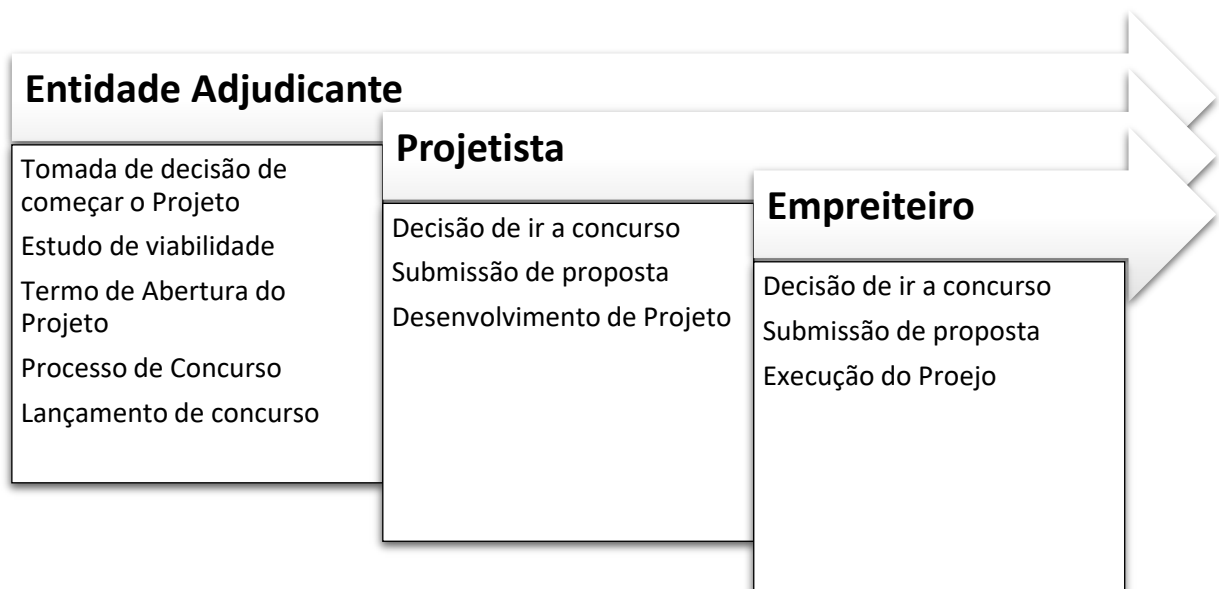 Entidade Adjudicante
Tomada de decisão de
começar o Projeto
Estudo de viabilidade
Termo de Abertura do
Projeto
Processo de Concurso
Lançamento de concurso
Projetista
Decisão de ir a concurso
Submissão de proposta
Desenvolvimento de Projeto
Empreiteiro
Decisão de ir a concurso
Submissão de proposta
Execução do Proejo